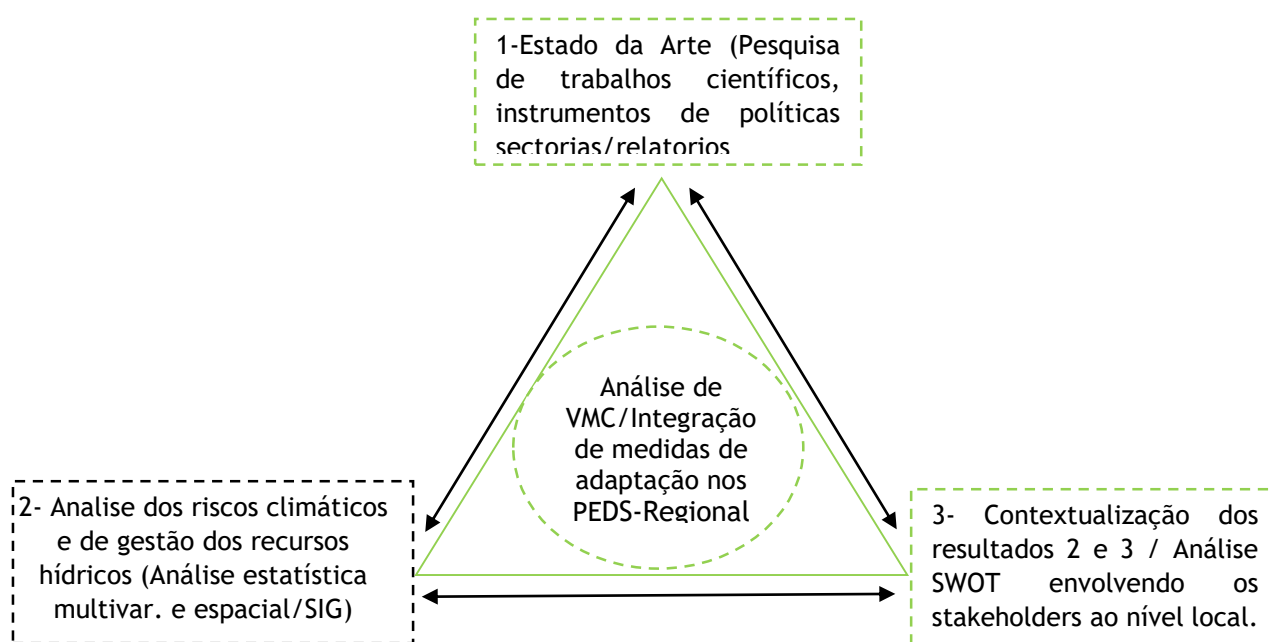 1-Estado da Arte (Pesquisa
de trabalhos científicos,
instrumentos de políticas
sectorias/relatorios
Análise de
VMC/Integração
de medidas de
adaptação nos
PEDS-Regional
2- Analise dos riscos climáticos
e de gestão dos recursos
hídricos (Análise estatística
multivar. e espacial/SIG)
3- Contextualização dos
resultados 2 e 3 / Análise
SWOT envolvendo os
stakeholders ao nível local.